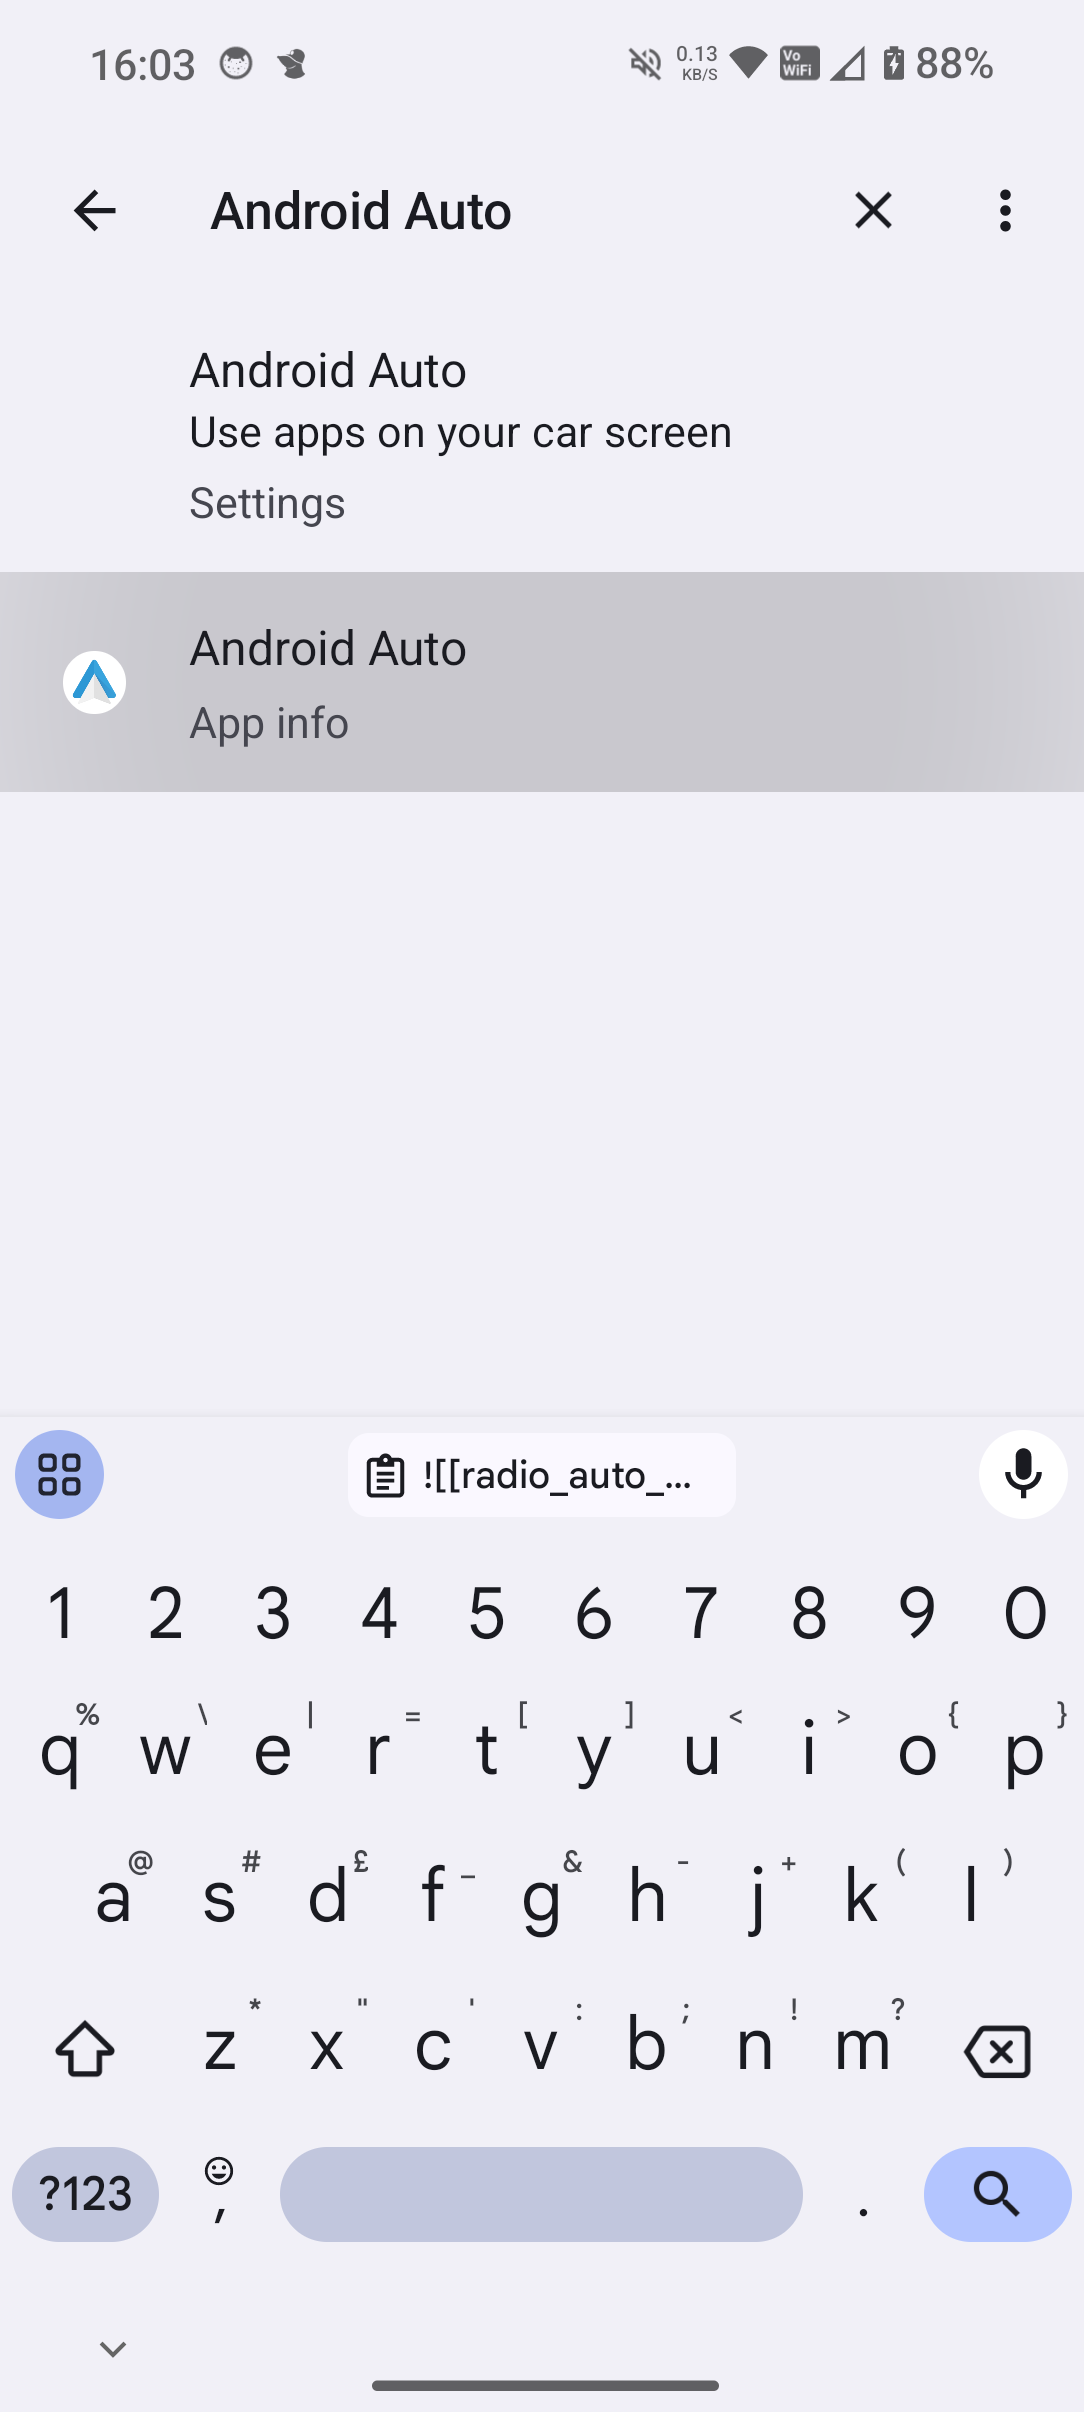 16:03 0.13 KB/S Vo WiFi 88%
Android Auto
Android Auto
Use apps on your car screen
Settings
Android Auto
App info
![[radio_auto_...
1 2 3 4 5 6 7 8 9 0
% \ | = [ ] < > { }
q w e r t y u i o p
@ # £ _ & - + ( )
a s d f g h j k l
* " ' : ; ! ?
z x c v b n m
?123 , .